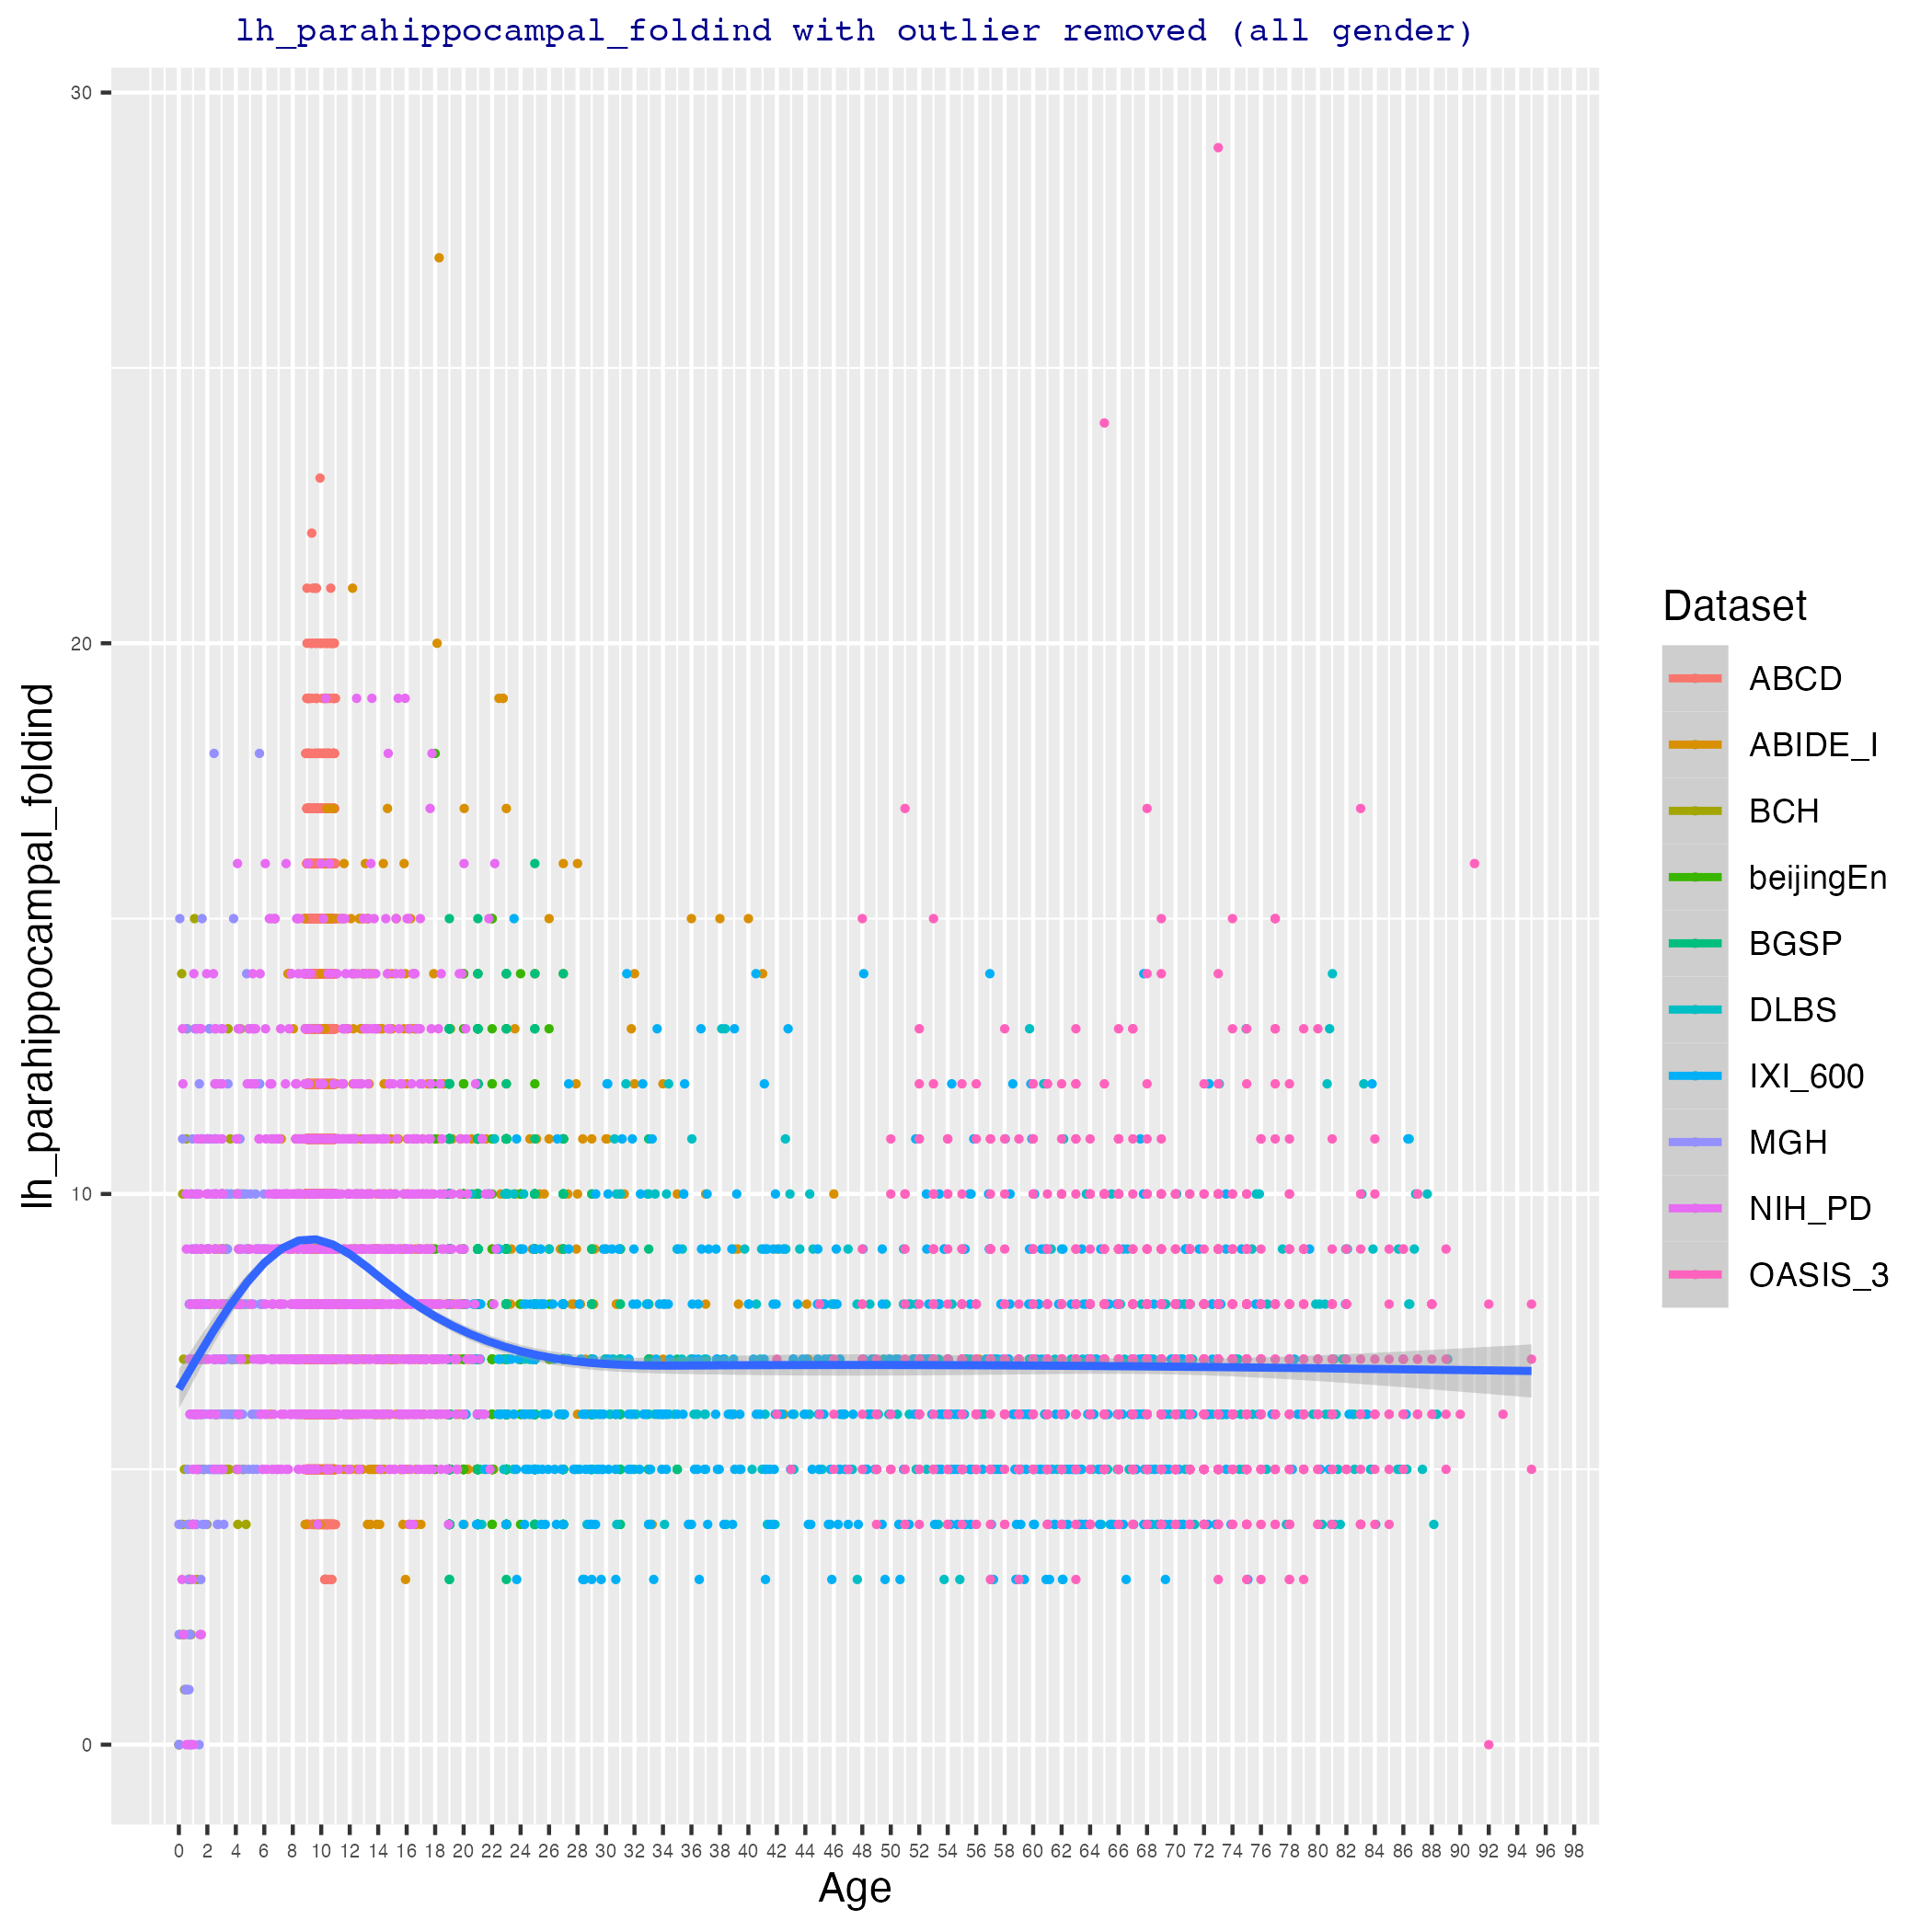 lh_parahippocampal_foldind with outlier removed (all gender)
30
20
10
0
lh_parahippocampal_foldind
0 2 4 6 8 10 12 14 16 18 20 22 24 26 28 30 32 34 36 38 40 42 44 46 48 50 52 54 56 58 60 62 64 66 68 70 72 74 76 78 80 82 84 86 88 90 92 94 96 98
Age
Dataset
ABCD
ABIDE_I
BCH
beijingEn
BGSP
DLBS
IXI_600
MGH
NIH_PD
OASIS_3